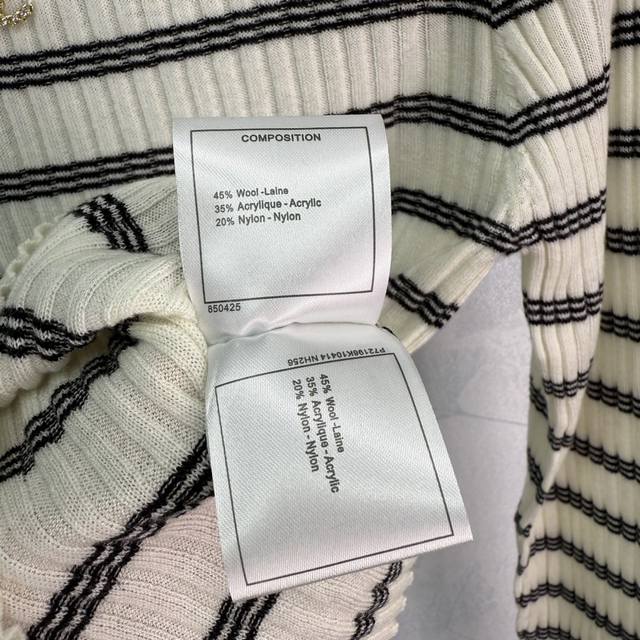 COMPOSITION
45% Wool -Laine
35% Acrylique - Acrylic
20% Nylon - Nylon
850425
P72198K10414 NH256
45% Wool -Laine
35% Acrylique - Acrylic
20% Nylon - Nylon